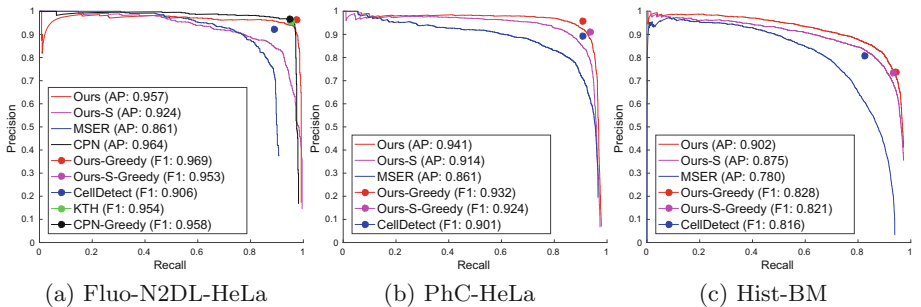 1
0.9
0.8
0.7
0.6
0.5
0.4
0.3
0.2
0.1
0
Precision
Ours (AP: 0.957)
Ours-S (AP: 0.924)
MSER (AP: 0.861)
CPN (AP: 0.964)
Ours-Greedy (F1: 0.969)
Ours-S-Greedy (F1: 0.953)
CellDetect (F1: 0.906)
KTH (F1: 0.954)
CPN-Greedy (F1: 0.958)
0 0.2 0.4 0.6 0.8 1
Recall
(a) Fluo-N2DL-HeLa
1
0.9
0.8
0.7
0.6
0.5
0.4
0.3
0.2
0.1
0
Precision
Ours (AP: 0.941)
Ours-S (AP: 0.914)
MSER (AP: 0.861)
Ours-Greedy (F1: 0.932)
Ours-S-Greedy (F1: 0.924)
CellDetect (F1: 0.901)
0 0.2 0.4 0.6 0.8 1
Recall
(b) PhC-HeLa
1
0.9
0.8
0.7
0.6
0.5
0.4
0.3
0.2
0.1
0
Precision
Ours (AP: 0.902)
Ours-S (AP: 0.875)
MSER (AP: 0.780)
Ours-Greedy (F1: 0.828)
Ours-S-Greedy (F1: 0.821)
CellDetect (F1: 0.816)
0 0.2 0.4 0.6 0.8 1
Recall
(c) Hist-BM